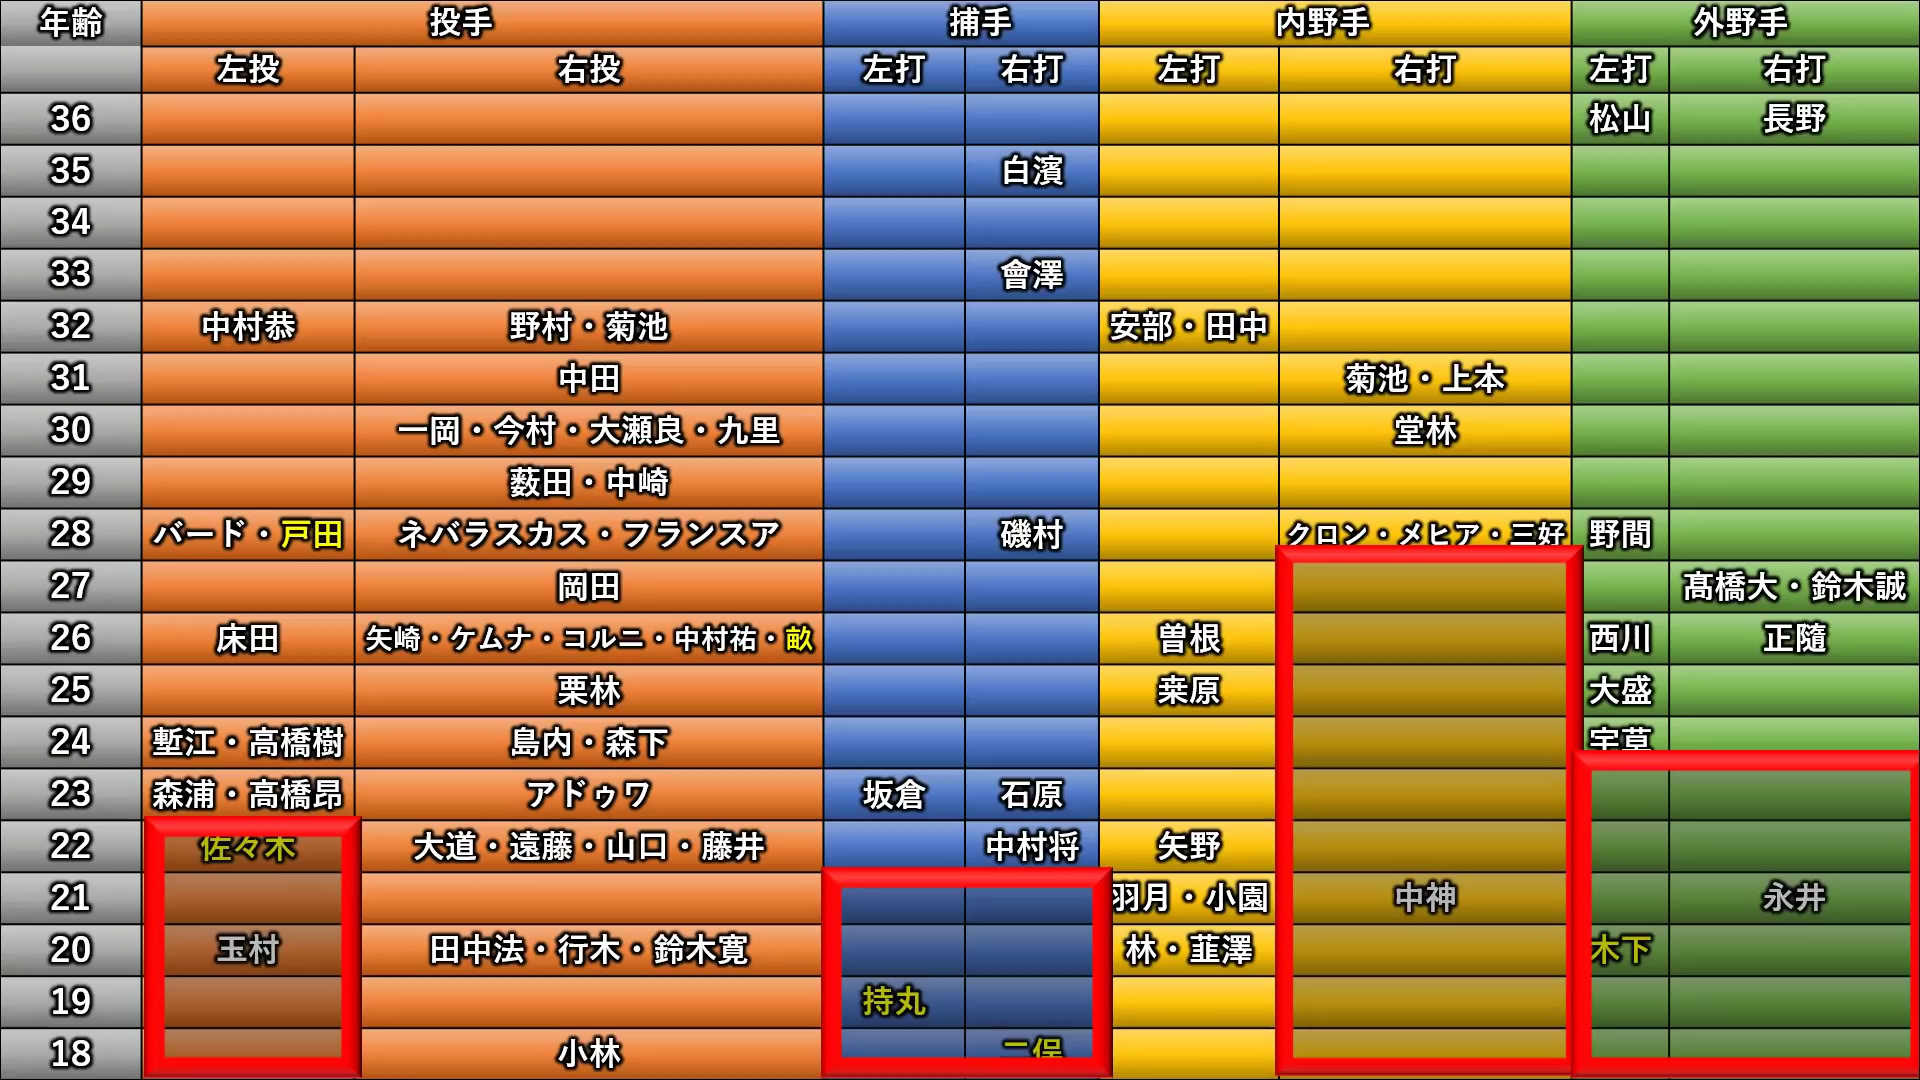 年齢 投手 捕手 内野手 外野手
左投 右投 左打 右打 左打 右打 左打 右打
36 松山 長野
35 白濱
34
33 會澤
32 中村恭 野村・菊池 安部・田中
31 中田 菊池・上本
30 一岡・今村・大瀬良・九里 堂林
29 薮田・中崎
28 バード・戸田 ネバラスカス・フランスア 磯村 クロン・メヒア・三好 野間
27 岡田 髙橋大・鈴木誠
26 床田 矢崎・ケムナ・コルニ・中村祐・畝 曽根 西川 正隨
25 栗林 桒原 大盛
24 塹江・高橋樹 島内・森下 宇草
23 森浦・高橋昂 アドゥワ 坂倉 石原
22 佐々木 大道・遠藤・山口・藤井 中村将 矢野
21 羽月・小園 中神 永井
20 玉村 田中法・行木・鈴木寛 林・韮澤 木下
19 持丸
18 小林 二俣